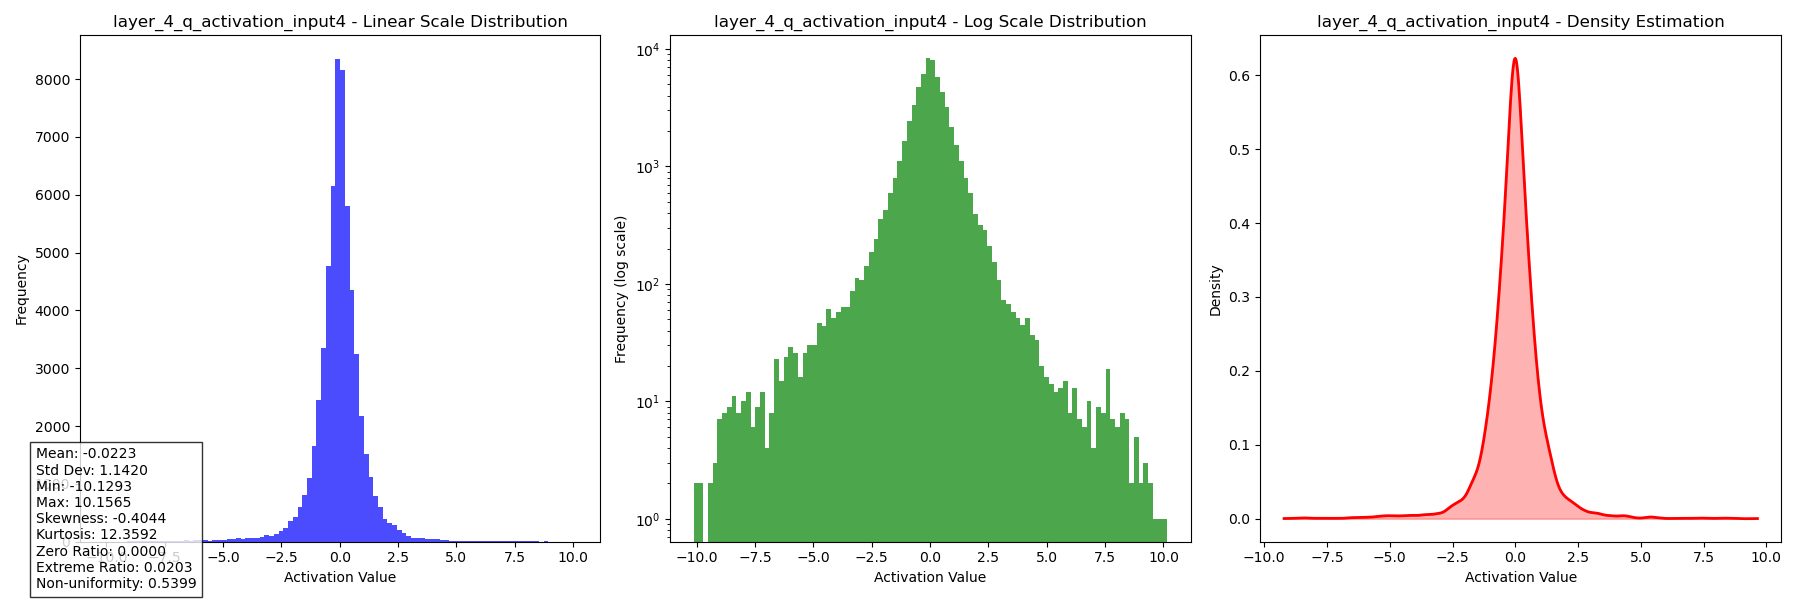 layer_4_q_activation_input4 - Linear Scale Distribution
8000
7000
6000
5000
4000
3000
2000
Frequency
−5.0
−2.5
0.0
2.5
5.0
7.5
10.0
Activation Value
Mean: -0.0223
Std Dev: 1.1420
Min: -10.1293
Max: 10.1565
Skewness: -0.4044
Kurtosis: 12.3592
Zero Ratio: 0.0000
Extreme Ratio: 0.0203
Non-uniformity: 0.5399
layer_4_q_activation_input4 - Log Scale Distribution
10⁴
10³
10²
10¹
10⁰
Frequency (log scale)
−10.0
−7.5
−5.0
−2.5
0.0
2.5
5.0
7.5
10.0
Activation Value
layer_4_q_activation_input4 - Density Estimation
0.6
0.5
0.4
0.3
0.2
0.1
0.0
Density
−10.0
−7.5
−5.0
−2.5
0.0
2.5
5.0
7.5
10.0
Activation Value